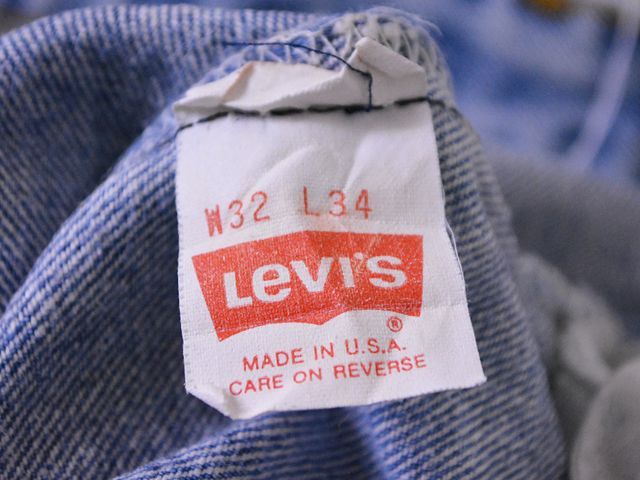 W32 L34
Levi's
®
MADE IN U.S.A.
CARE ON REVERSE